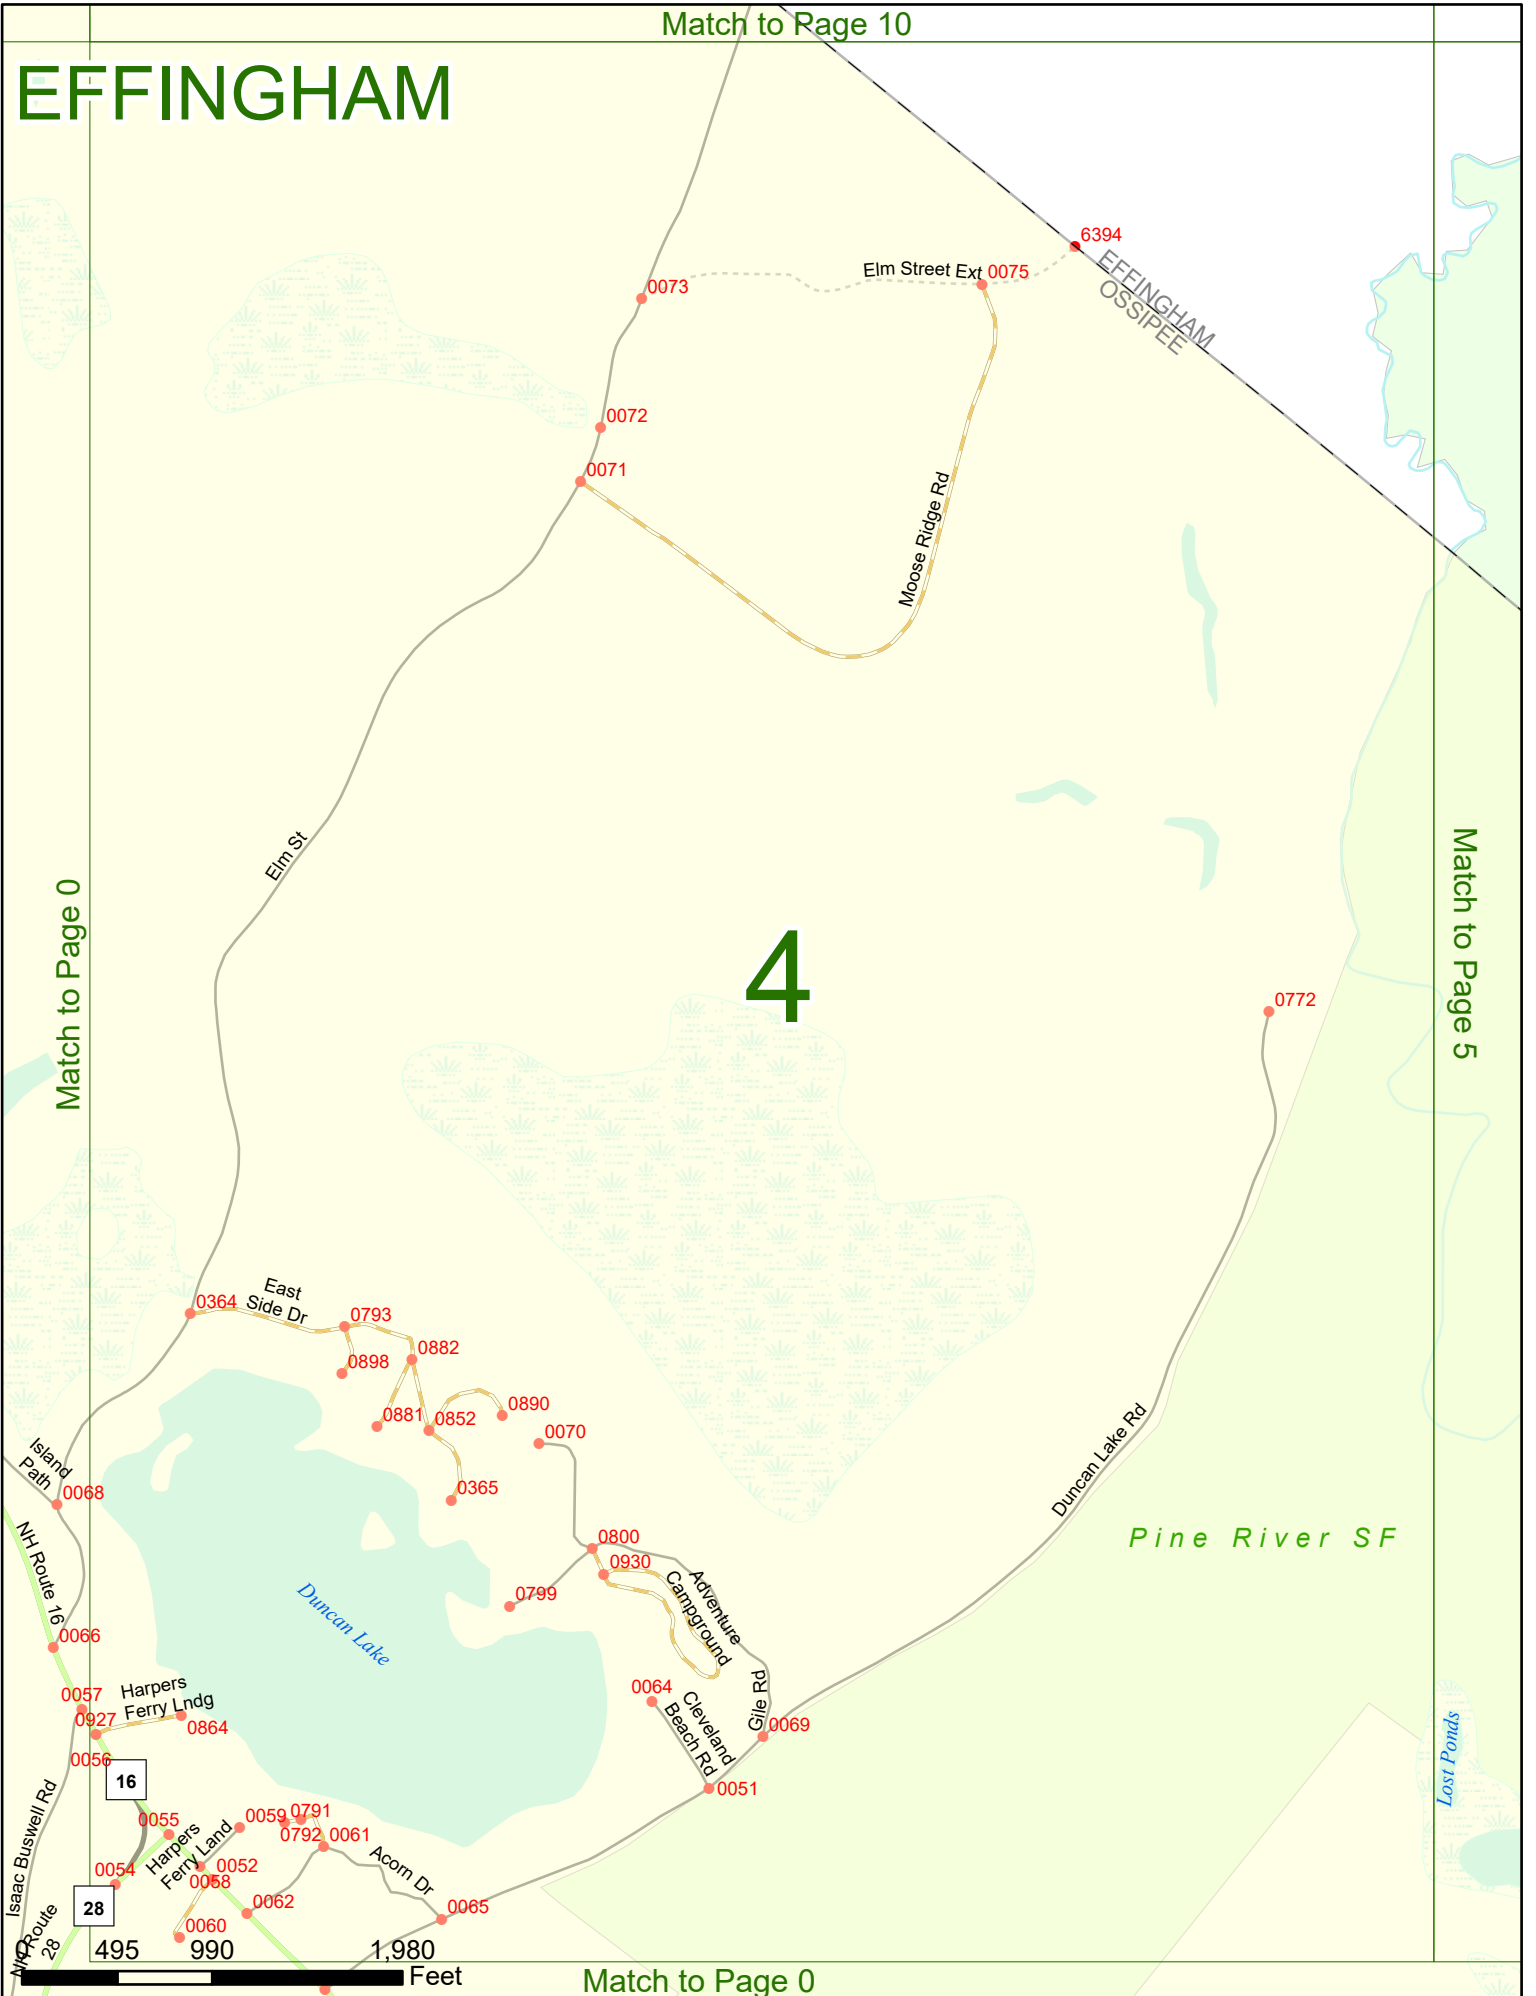 Match to Page 10
EFFINGHAM
6394
EFFINGHAM
OSSIPEE
Elm Street Ext
0075
0073
0072
0071
Moose Ridge Rd
Elm St
Match to Page 0
4
Match to Page 5
0772
East
Side Dr
0364
0793
0882
0898
0890
0881
0852
0070
Duncan Lake Rd
Island
Path
0068
0365
Pine River SF
NH Route 16
0800
0930
Adventure
Campground
0799
Duncan Lake
0066
Harpers
Ferry Lndg
0057
0927
0864
0064
Cleveland
Beach Rd
Gile Rd
0069
0056
16
0051
Lost Ponds
Isaac Buswell Rd
0055
Harpers
Ferry Land
0059
0791
0792
0061
Acorn Dr
0054
0052
0058
28
0062
0065
NH Route
28
0060
0
495
990
1,980
Feet
Match to Page 0